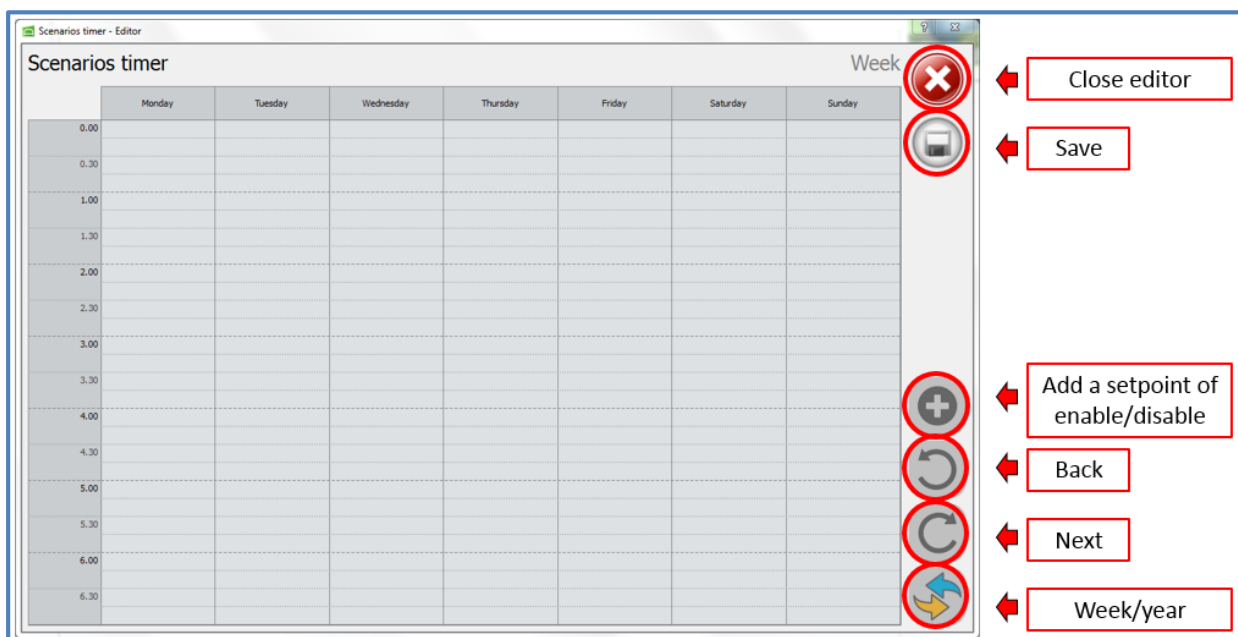 Scenarios timer - Editor
?
Scenarios timer
Week
Close editor
Monday
Tuesday
Wednesday
Thursday
Friday
Saturday
Sunday
0.00
Save
0.30
1.00
1.30
2.00
2.30
3.00
3.30
Add a setpoint of
enable/disable
4.00
4.30
Back
5.00
5.30
Next
6.00
6.30
Week/year